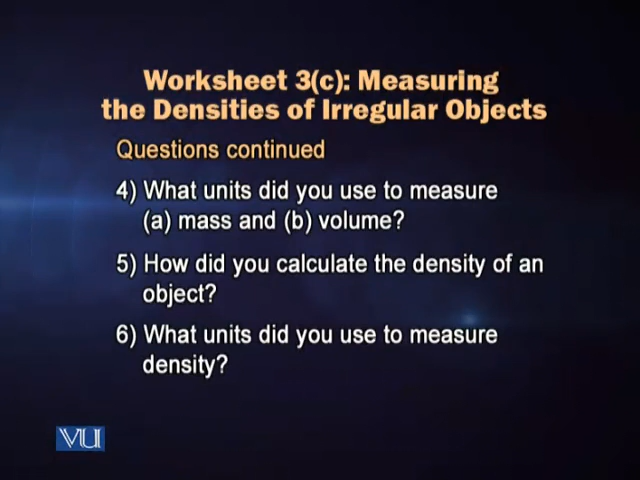 Worksheet 3(c): Measuring
the Densities of Irregular Objects
Questions continued
4) What units did you use to measure
(a) mass and (b) volume?
5) How did you calculate the density of an
object?
6) What units did you use to measure
density?
VU